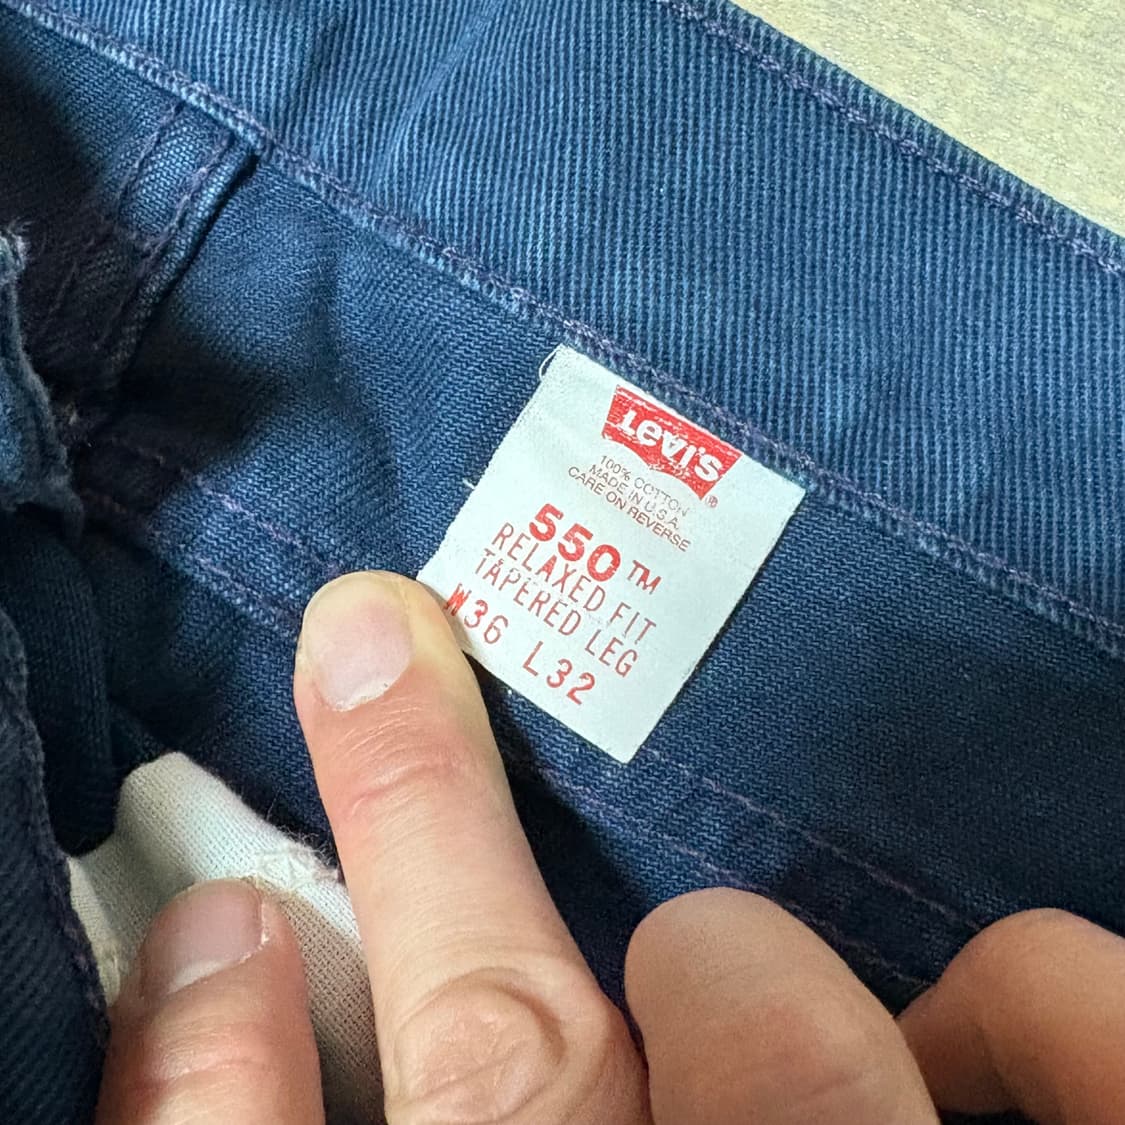 Levi's®
100% COTTON
MADE IN U.S.A.
CARE ON REVERSE
550™
RELAXED FIT
TAPERED LEG
W36 L32